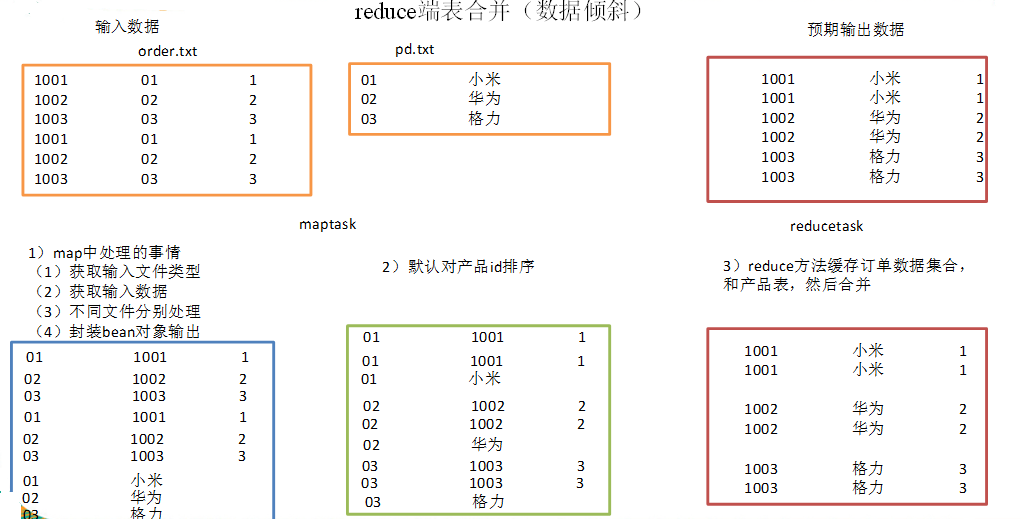 reduce端表合并（数据倾斜）
输入数据
order.txt
1001 01 1
1002 02 2
1003 03 3
1001 01 1
1002 02 2
1003 03 3
pd.txt
01 小米
02 华为
03 格力
预期输出数据
1001 小米 1
1001 小米 1
1002 华为 2
1002 华为 2
1003 格力 3
1003 格力 3
maptask
reducetask
1）map中处理的事情
（1）获取输入文件类型
（2）获取输入数据
（3）不同文件分别处理
（4）封装bean对象输出
01 1001 1
02 1002 2
03 1003 3
01 1001 1
02 1002 2
03 1003 3
01 小米
02 华为
03 格力
2）默认对产品id排序
01 1001 1
01 1001 1
01 小米
02 1002 2
02 1002 2
02 华为
03 1003 3
03 1003 3
03 格力
3）reduce方法缓存订单数据集合，
和产品表，然后合并
1001 小米 1
1001 小米 1
1002 华为 2
1002 华为 2
1003 格力 3
1003 格力 3